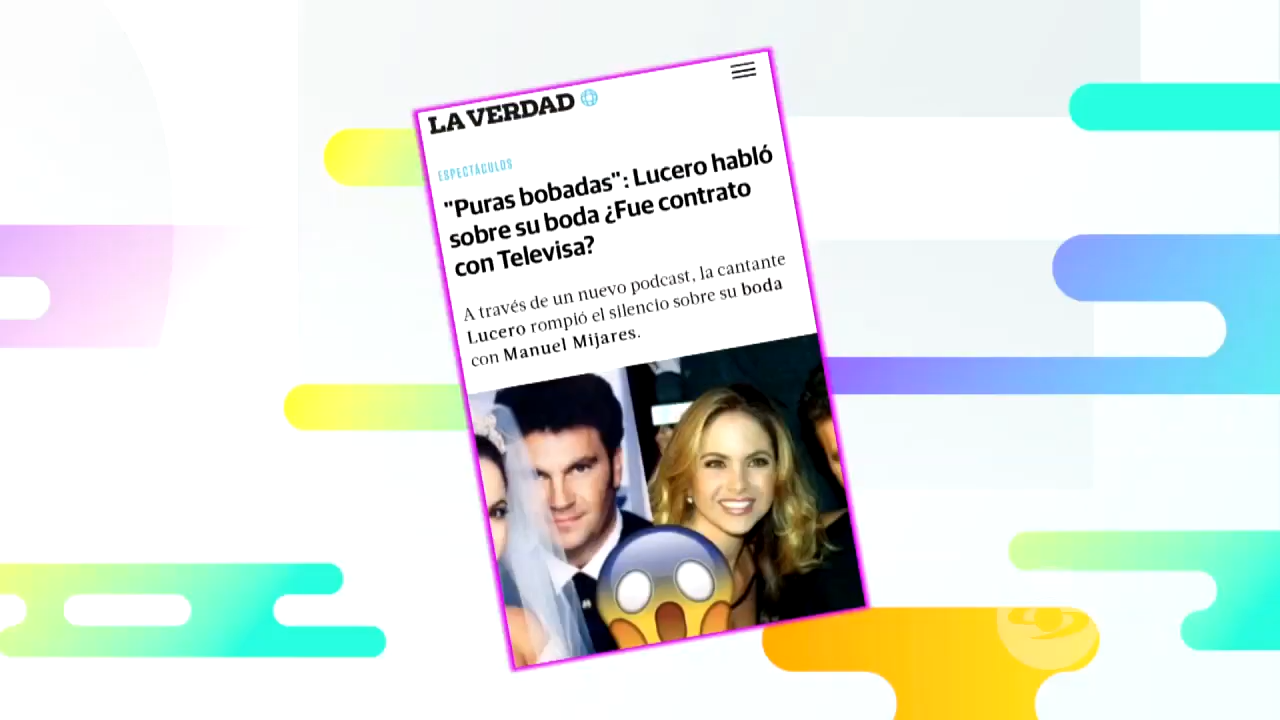 LA VERDAD
ESPECTÁCULOS
"Puras bobadas": Lucero habló
sobre su boda ¿Fue contrato
con Televisa?
A través de un nuevo podcast, la cantante
Lucero rompió el silencio sobre su boda
con Manuel Mijares.